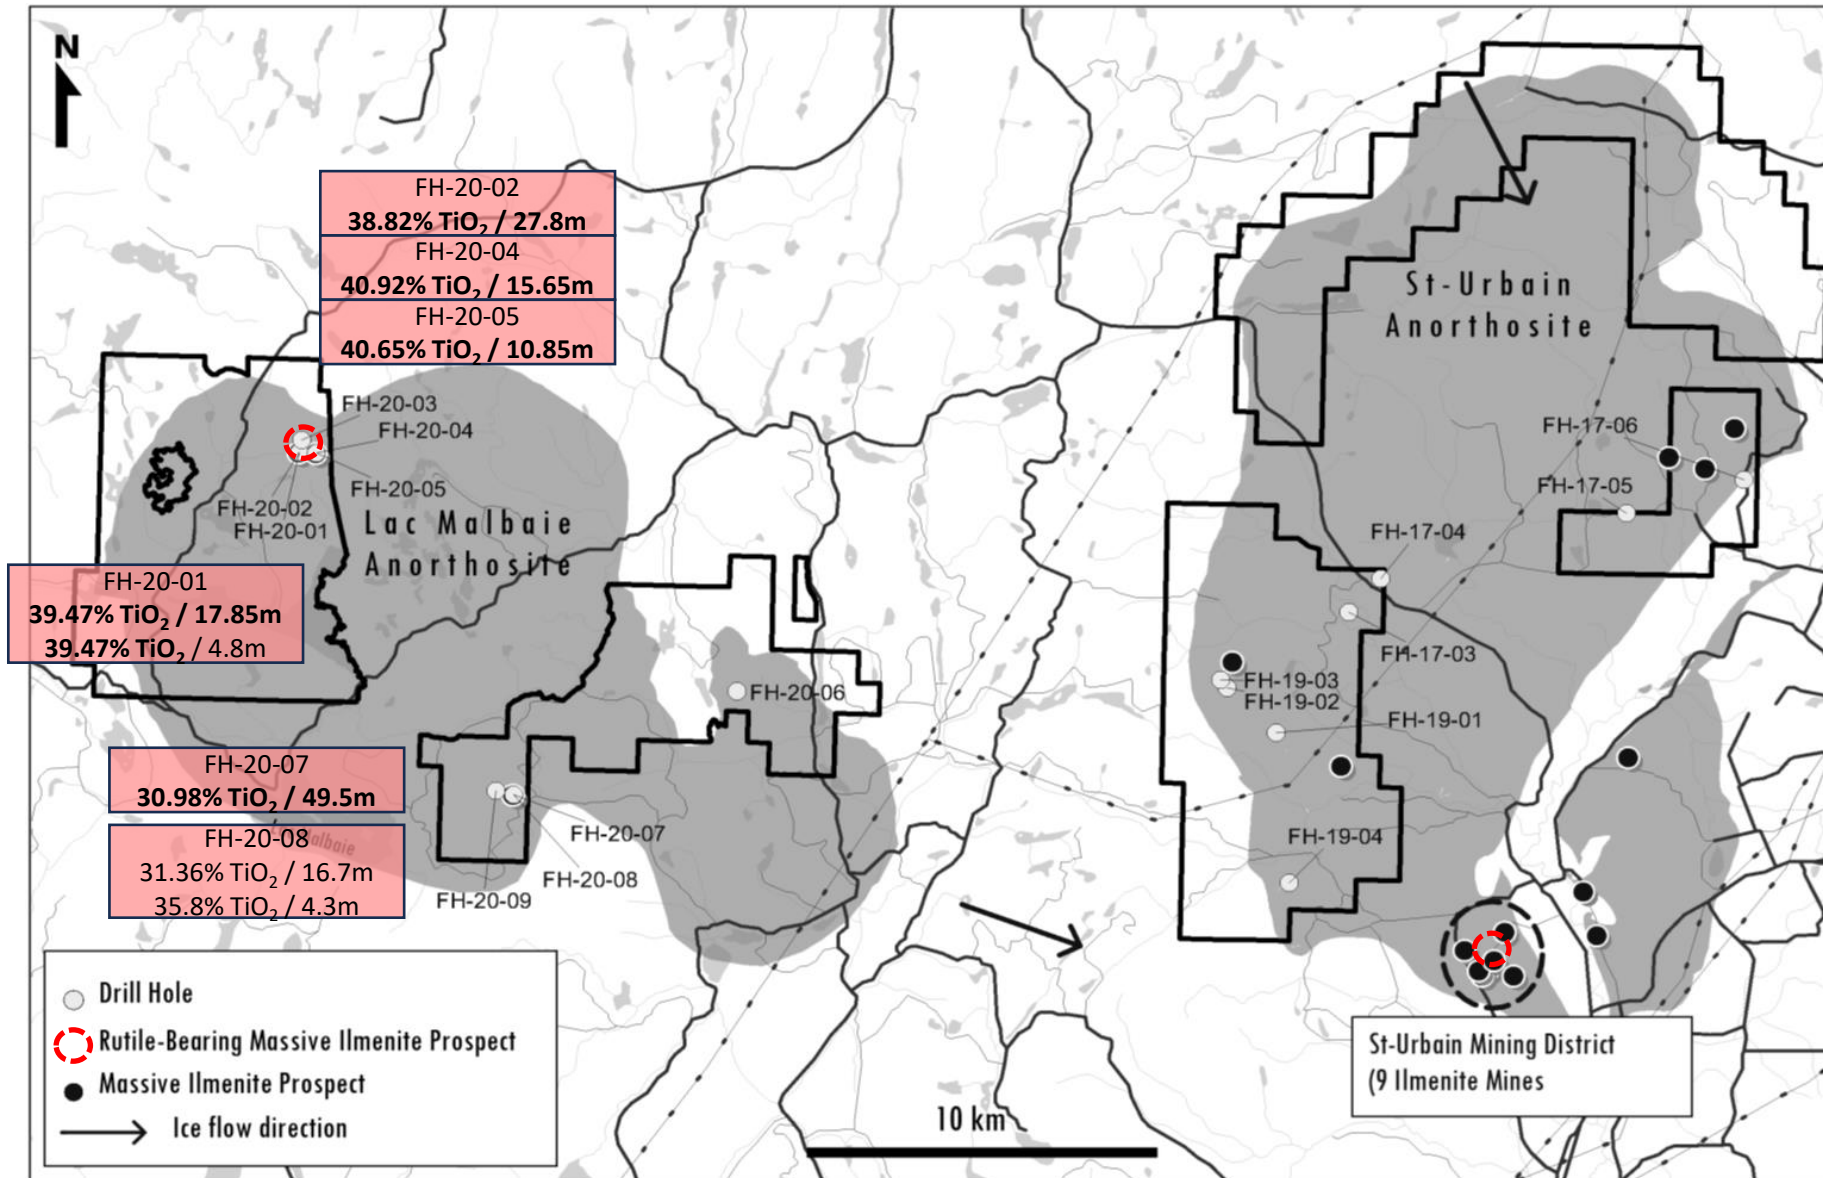 N
FH-20-02
38.82% TiO2 / 27.8m
FH-20-04
40.92% TiO2 / 15.65m
FH-20-05
40.65% TiO2 / 10.85m
St-Urbain
Anorthosite
FH-20-03
FH-20-04
FH-20-05
FH-20-02
FH-20-01
Lac Malbaie
Anorthosite
FH-17-06
FH-17-05
FH-17-04
FH-17-03
FH-19-03
FH-19-02
FH-19-01
FH-19-04
FH-20-01
39.47% TiO2 / 17.85m
39.47% TiO2 / 4.8m
FH-20-06
FH-20-07
30.98% TiO2 / 49.5m
FH-20-08
31.36% TiO2 / 16.7m
35.8% TiO2 / 4.3m
FH-20-07
FH-20-08
FH-20-09
Drill Hole
Rutile-Bearing Massive Ilmenite Prospect
Massive Ilmenite Prospect
Ice flow direction
10 km
St-Urbain Mining District
(9 Ilmenite Mines